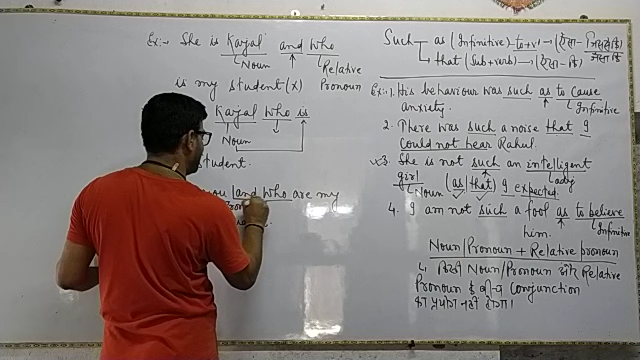 Ex:- She is Kajal and who
Noun Relative
is my student (x) Pronoun
Kajal who is
Noun
student.
you and who are my
Such as (Infinitive) to+v¹ → (ऐसा –
that (Sub+verb) → (ऐसा – कि)
Ex:- 1. His behaviour was such as to cause
anxiety. Infinitive
2. There was such a noise that I
could not hear Rahul.
3. She is not such an intelligent
girl (as/that) I expected.
Noun
4. I am not such a fool as to believe
him. Infinitive
Noun/Pronoun + Relative pronoun
किसी Noun/Pronoun और Relative
Pronoun के बीच Conjunction
का प्रयोग नहीं होगा।